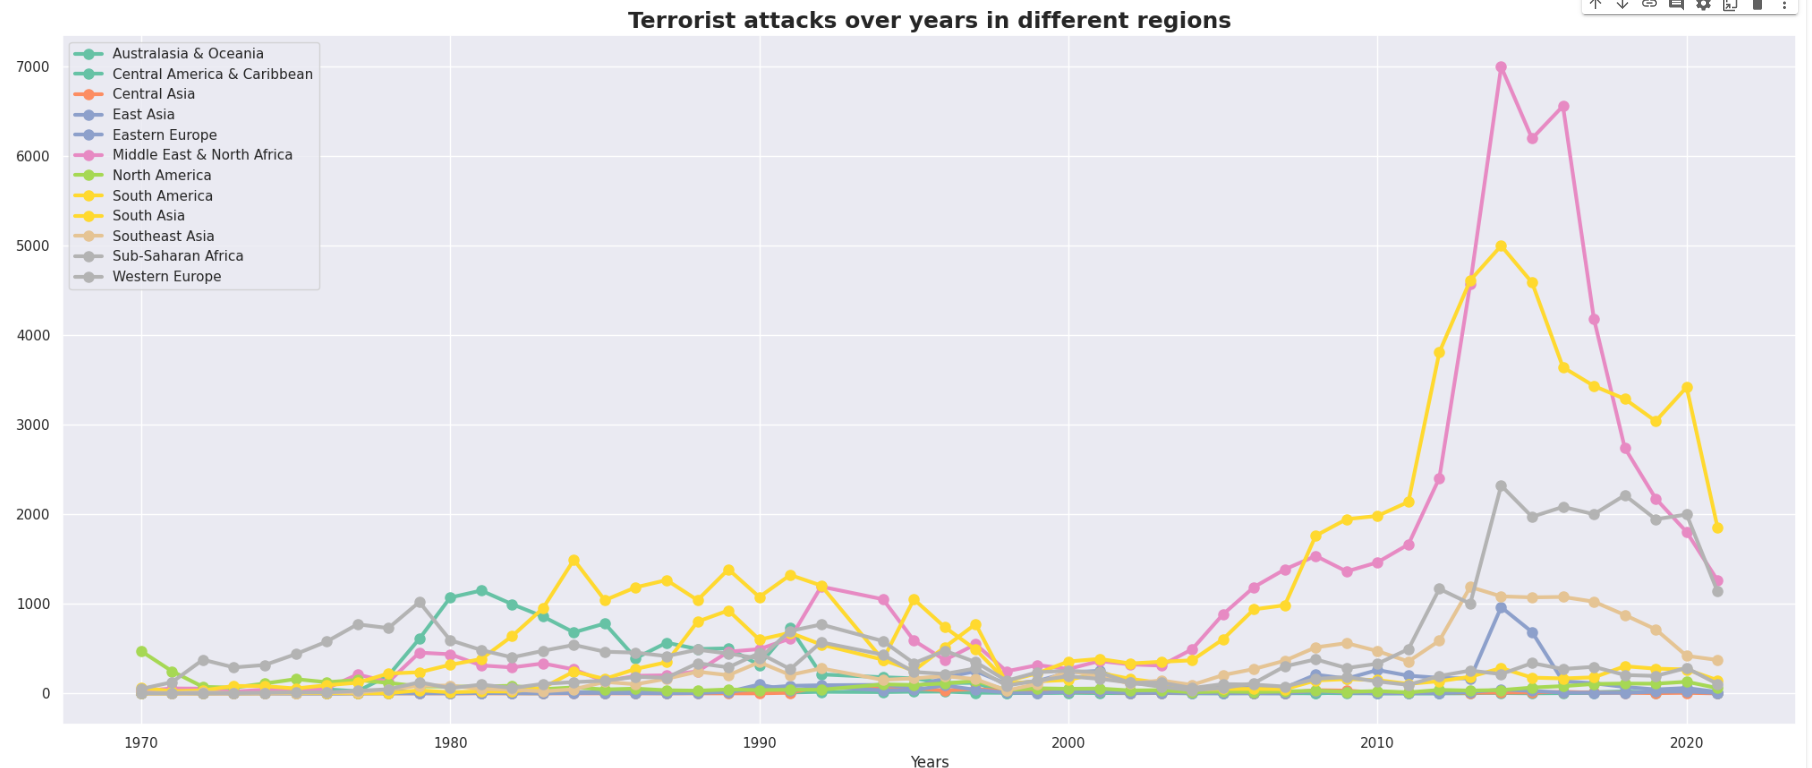 Terrorist attacks over years in different regions
Australasia & Oceania
Central America & Caribbean
Central Asia
East Asia
Eastern Europe
Middle East & North Africa
North America
South America
South Asia
Southeast Asia
Sub-Saharan Africa
Western Europe
7000
6000
5000
4000
3000
2000
1000
0
1970 1980 1990 2000 2010 2020
Years